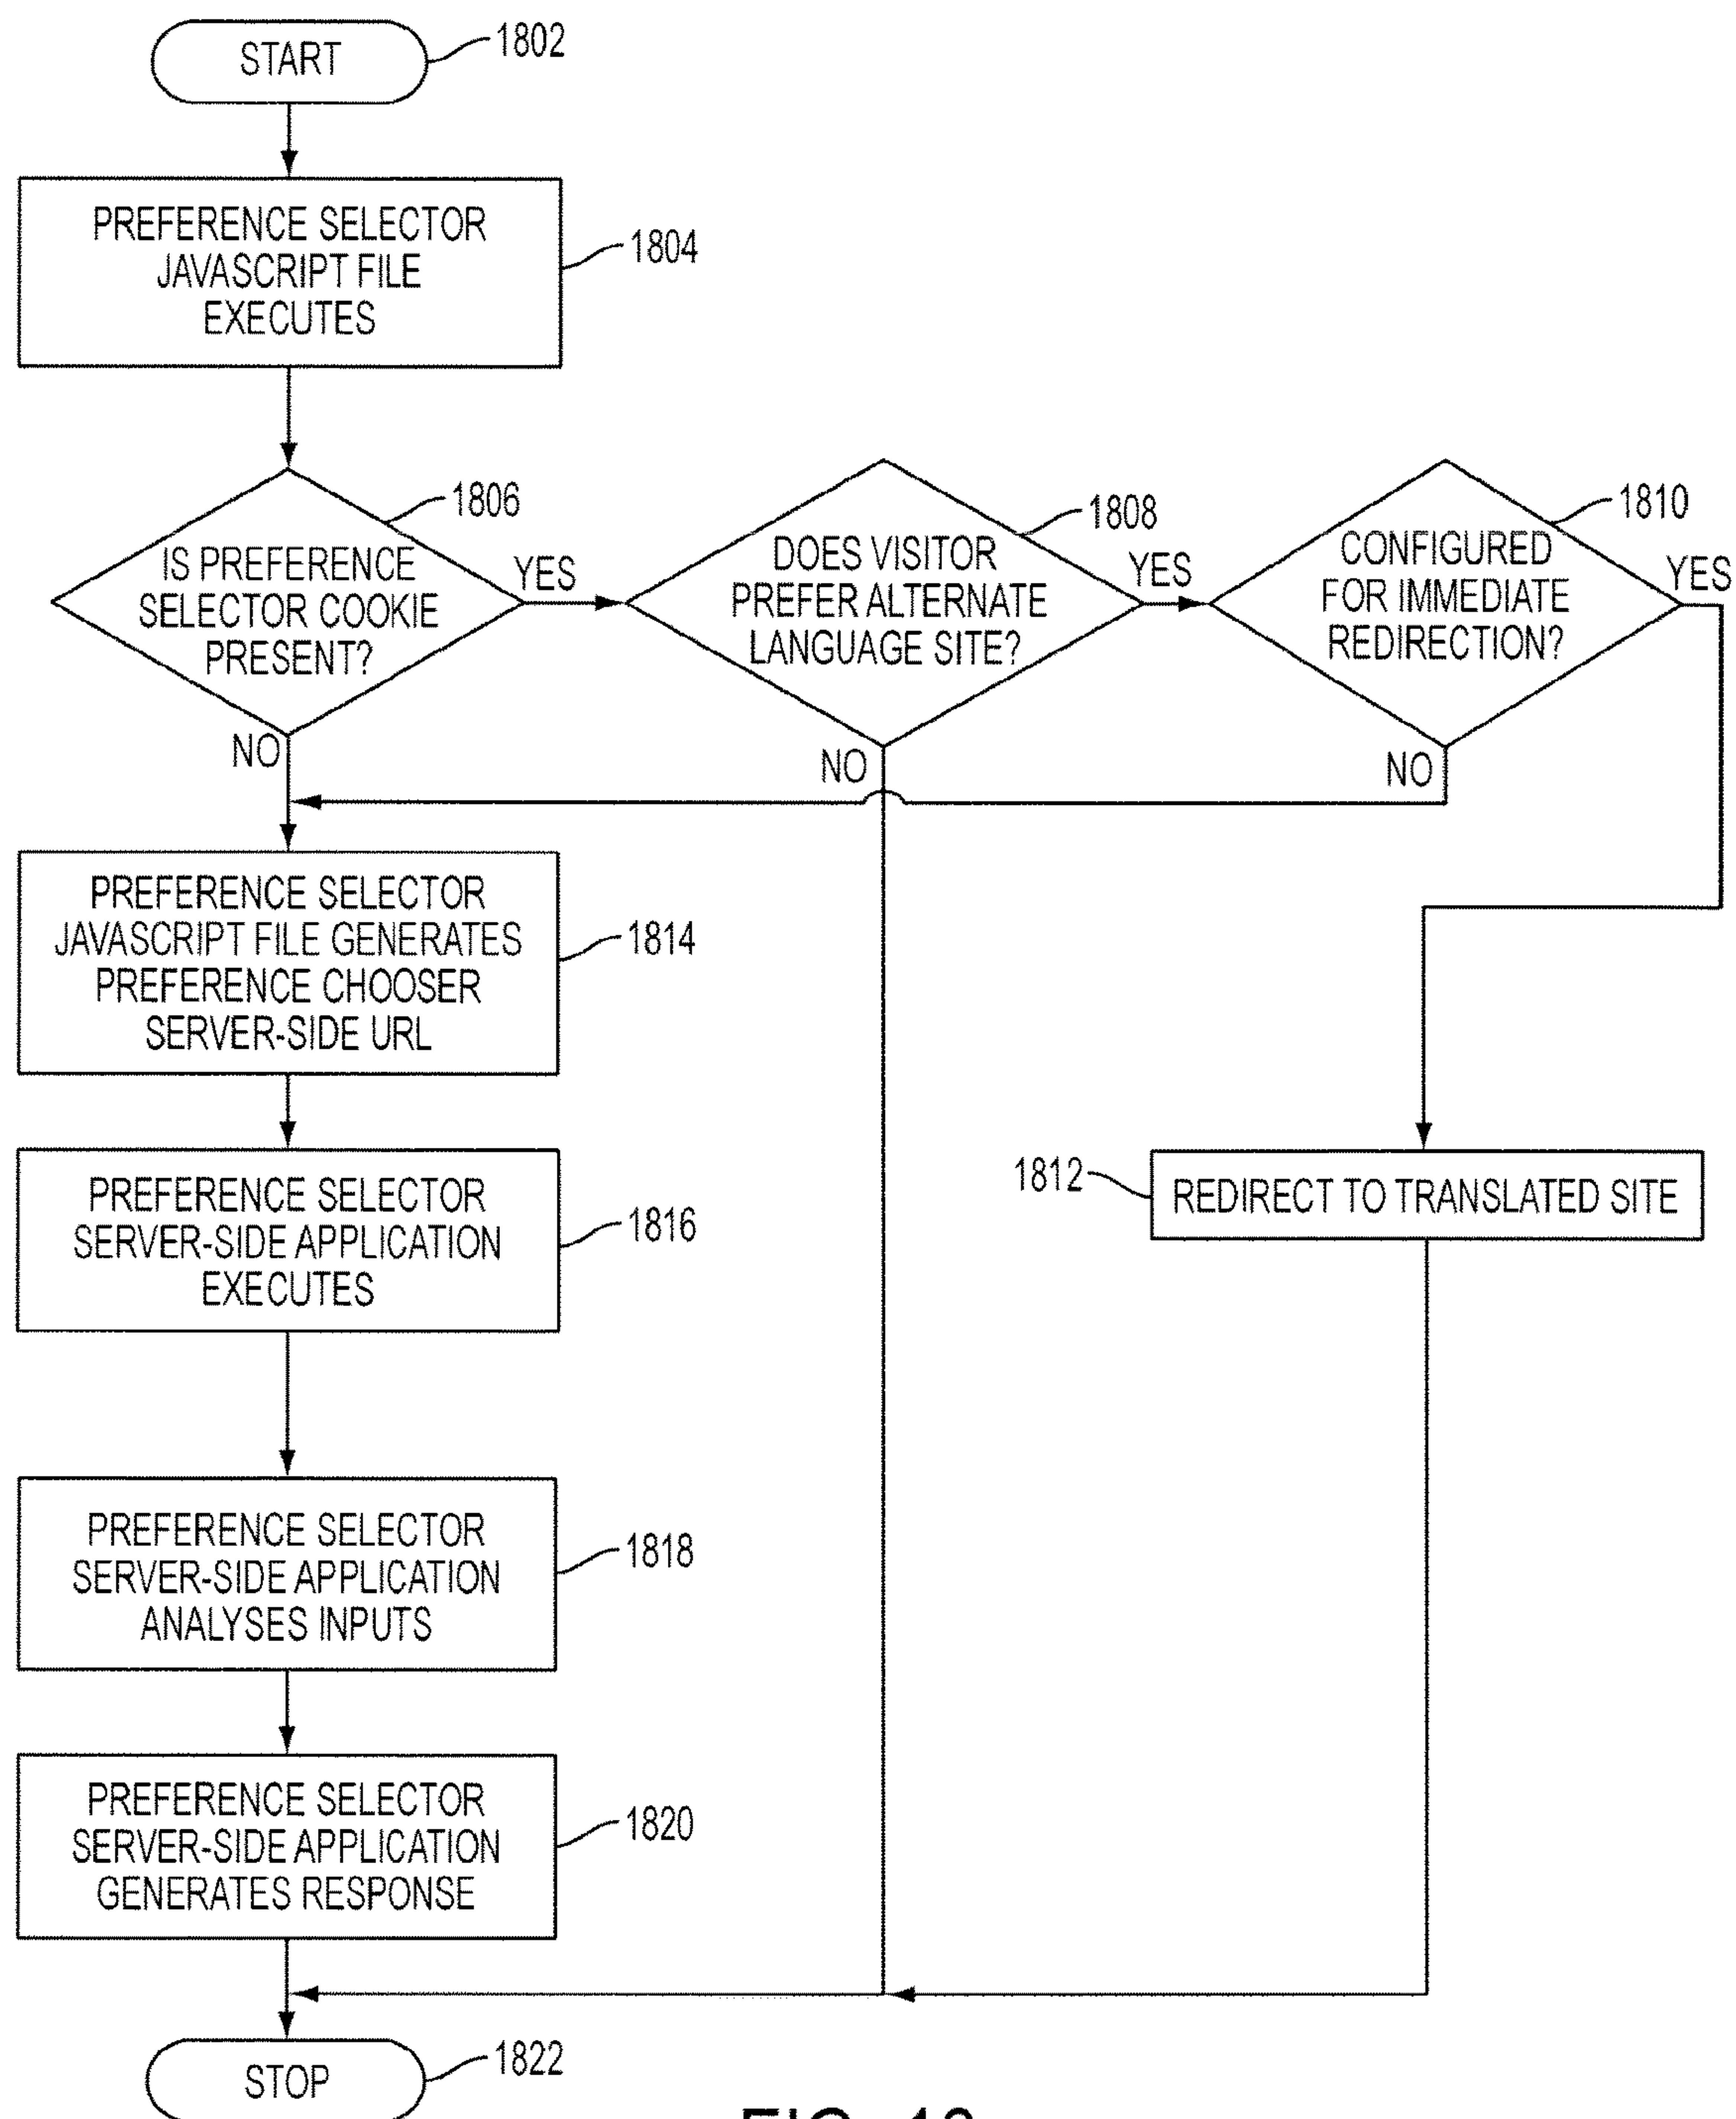 START
1802
PREFERENCE SELECTOR
JAVASCRIPT FILE
EXECUTES
1804
IS PREFERENCE
SELECTOR COOKIE
PRESENT?
1806
YES
NO
DOES VISITOR
PREFER ALTERNATE
LANGUAGE SITE?
1808
YES
NO
CONFIGURED
FOR IMMEDIATE
REDIRECTION?
1810
YES
NO
PREFERENCE SELECTOR
JAVASCRIPT FILE GENERATES
PREFERENCE CHOOSER
SERVER-SIDE URL
1814
PREFERENCE SELECTOR
SERVER-SIDE APPLICATION
EXECUTES
1816
1812
REDIRECT TO TRANSLATED SITE
PREFERENCE SELECTOR
SERVER-SIDE APPLICATION
ANALYSES INPUTS
1818
PREFERENCE SELECTOR
SERVER-SIDE APPLICATION
GENERATES RESPONSE
1820
STOP
1822
FIG.